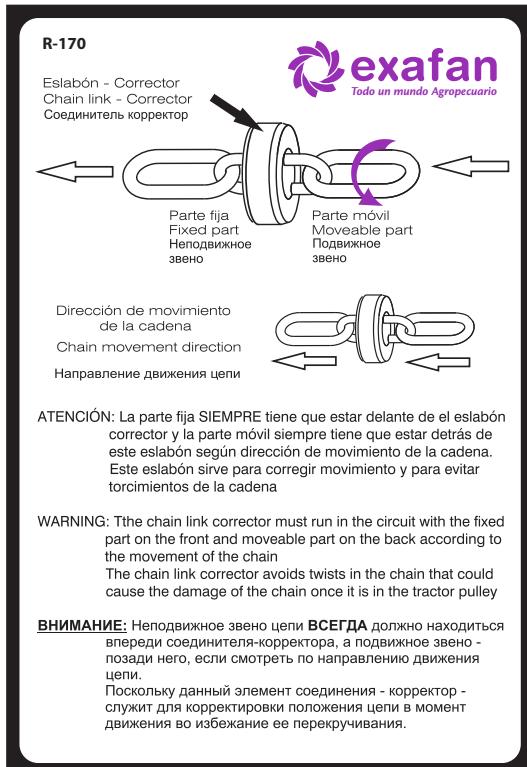 R-170
exafan
Todo un mundo Agropecuario
Eslabón - Corrector
Chain link - Corrector
Соединитель корректор
Parte fija
Fixed part
Неподвижное
звено
Parte móvil
Moveable part
Подвижное
звено
Dirección de movimiento
de la cadena
Chain movement direction
Направление движения цепи
ATENCIÓN: La parte fija SIEMPRE tiene que estar delante de el eslabón
corrector y la parte móvil siempre tiene que estar detrás de
este eslabón según dirección de movimiento de la cadena.
Este eslabón sirve para corregir movimiento y para evitar
torcimientos de la cadena
WARNING: Tthe chain link corrector must run in the circuit with the fixed
part on the front and moveable part on the back according to
the movement of the chain
The chain link corrector avoids twists in the chain that could
cause the damage of the chain once it is in the tractor pulley
ВНИМАНИЕ: Неподвижное звено цепи ВСЕГДА должно находиться
впереди соединителя-корректора, а подвижное звено -
позади него, если смотреть по направлению движения
цепи.
Поскольку данный элемент соединения - корректор -
служит для корректировки положения цепи в момент
движения во избежание ее перекручивания.